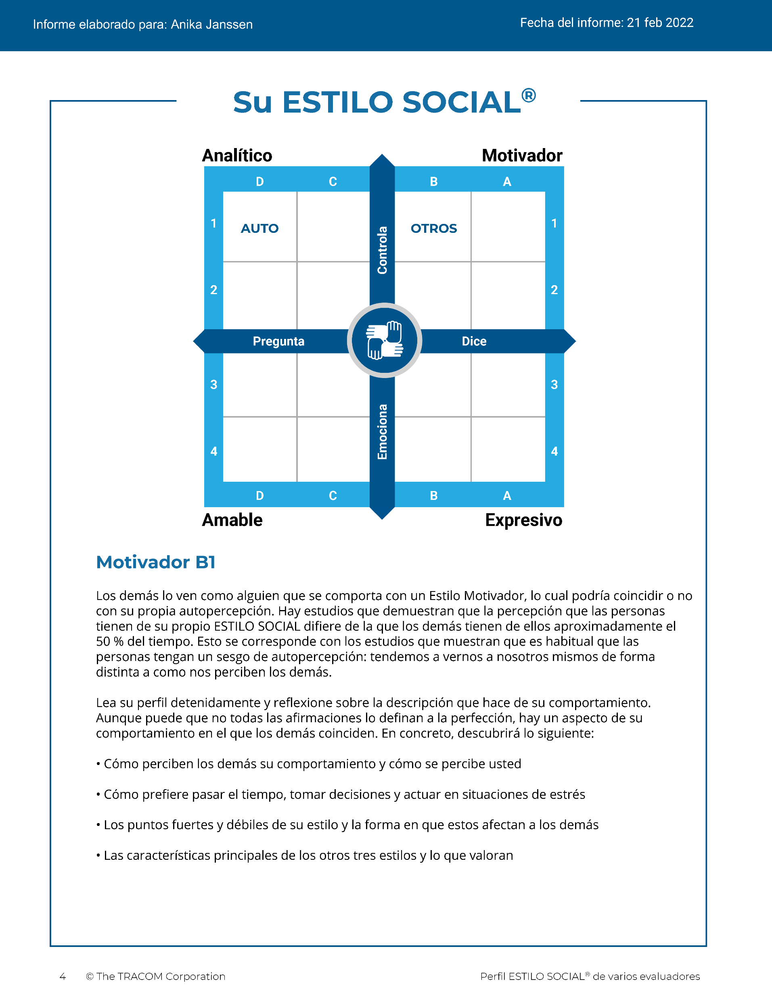 Informe elaborado para: Anika Janssen
Fecha del informe: 21 feb 2022
Su ESTILO SOCIAL®
Analítico
Motivador
D C B A
1 AUTO OTROS 1
Controla
2 2
Pregunta Dice
3 3
Emociona
4 4
D C B A
Amable
Expresivo
Motivador B1
Los demás lo ven como alguien que se comporta con un Estilo Motivador, lo cual podría coincidir o no
con su propia autopercepción. Hay estudios que demuestran que la percepción que las personas
tienen de su propio ESTILO SOCIAL difiere de la que los demás tienen de ellos aproximadamente el
50 % del tiempo. Esto se corresponde con los estudios que muestran que es habitual que las
personas tengan un sesgo de autopercepción: tendemos a vernos a nosotros mismos de forma
distinta a como nos perciben los demás.
Lea su perfil detenidamente y reflexione sobre la descripción que hace de su comportamiento.
Aunque puede que no todas las afirmaciones lo definan a la perfección, hay un aspecto de su
comportamiento en el que los demás coinciden. En concreto, descubrirá lo siguiente:
• Cómo perciben los demás su comportamiento y cómo se percibe usted
• Cómo prefiere pasar el tiempo, tomar decisiones y actuar en situaciones de estrés
• Los puntos fuertes y débiles de su estilo y la forma en que estos afectan a los demás
• Las características principales de los otros tres estilos y lo que valoran
4 © The TRACOM Corporation
Perfil ESTILO SOCIAL® de varios evaluadores